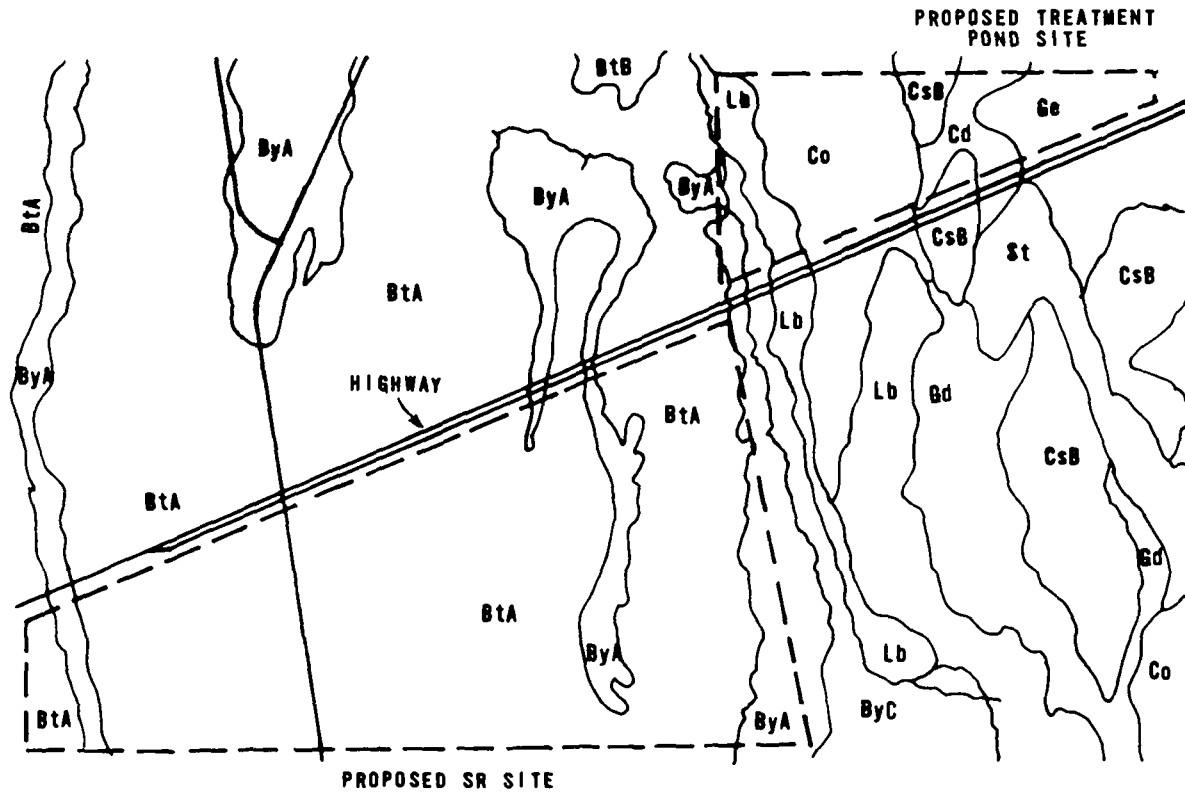 PROPOSED TREATMENT
POND SITE
BtB
Lb
CsB
Ge
Cd
ByA
Co
BtA
ByA
ByA
CsB
St
CsB
BtA
Lb
ByA
HIGHWAY
Lb
Gd
BtA
CsB
BtA
Gd
BtA
ByA
Lb
Co
BtA
ByA
ByC
PROPOSED SR SITE